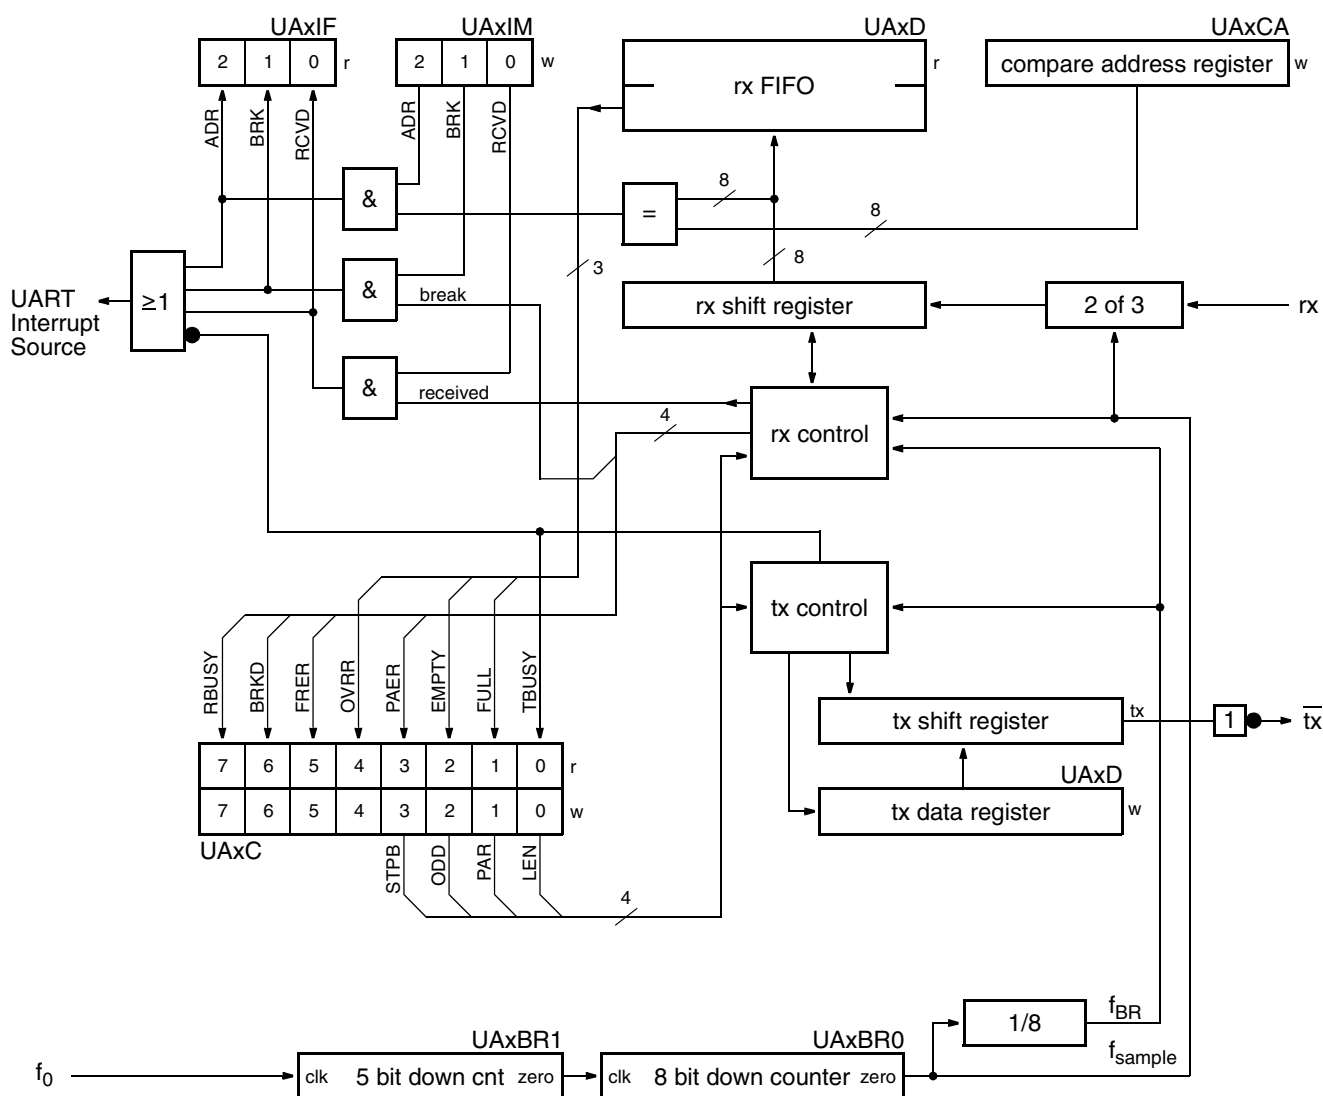 UAxIF
UAxIM
UAxD
UAxCA
2 1 0 r
2 1 0 w
rx FIFO
r
compare address register w
ADR
BRK
RCVD
ADR
BRK
RCVD
&
=
8
8
8
3
UART
Interrupt
Source
≥1
&
break
rx shift register
2 of 3
rx
&
received
4
rx control
tx control
RBUSY
BRKD
FRER
OVRR
PAER
EMPTY
FULL
TBUSY
tx shift register
tx
1
tx
7 6 5 4 3 2 1 0 r
7 6 5 4 3 2 1 0 w
UAxC
UAxD
tx data register w
STPB
ODD
PAR
LEN
4
1/8
fBR
fsample
UAxBR1
UAxBR0
f0
clk 5 bit down cnt zero
clk 8 bit down counter zero